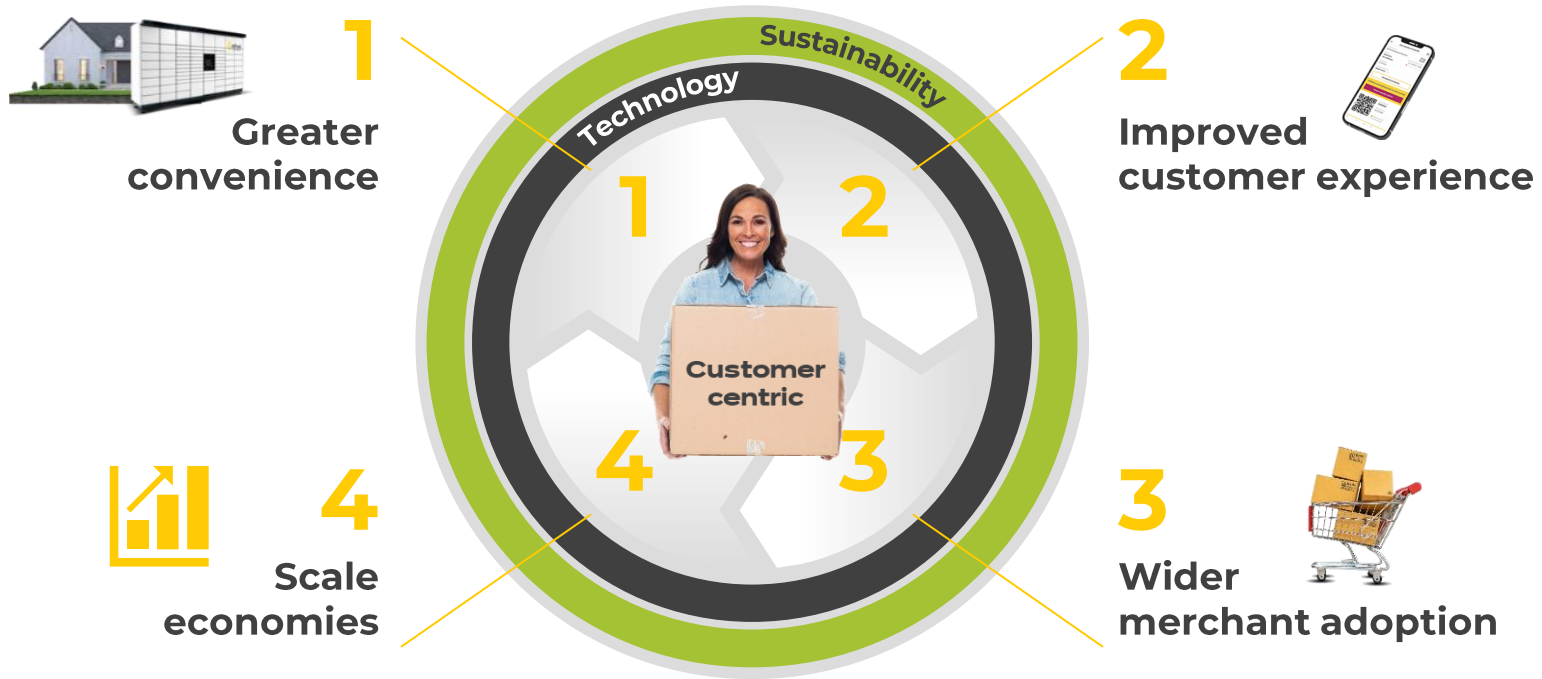 1
Greater
convenience
Sustainability
Technology
2
Improved
customer experience
1
2
Customer
centric
4
3
4
Scale
economies
3
Wider
merchant adoption